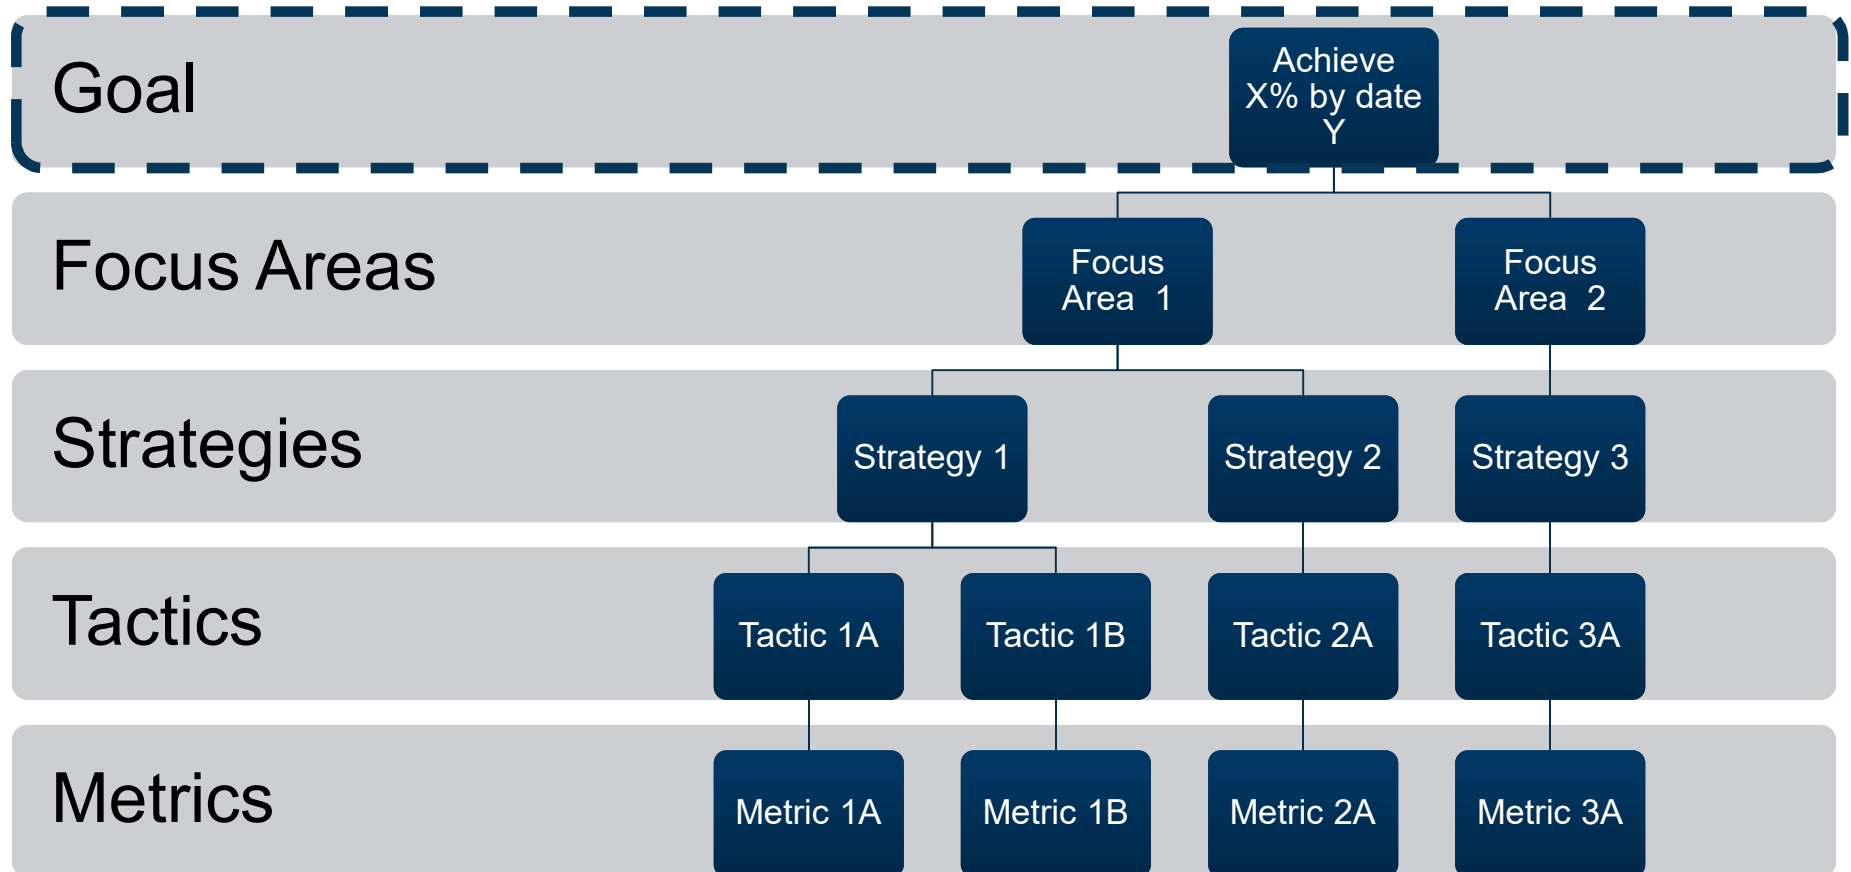 Goal
Achieve
X% by date
Y
Focus Areas
Focus
Area  1
Focus
Area  2
Strategies
Strategy 1
Strategy 2
Strategy 3
Tactics
Tactic 1A
Tactic 1B
Tactic 2A
Tactic 3A
Metrics
Metric 1A
Metric 1B
Metric 2A
Metric 3A